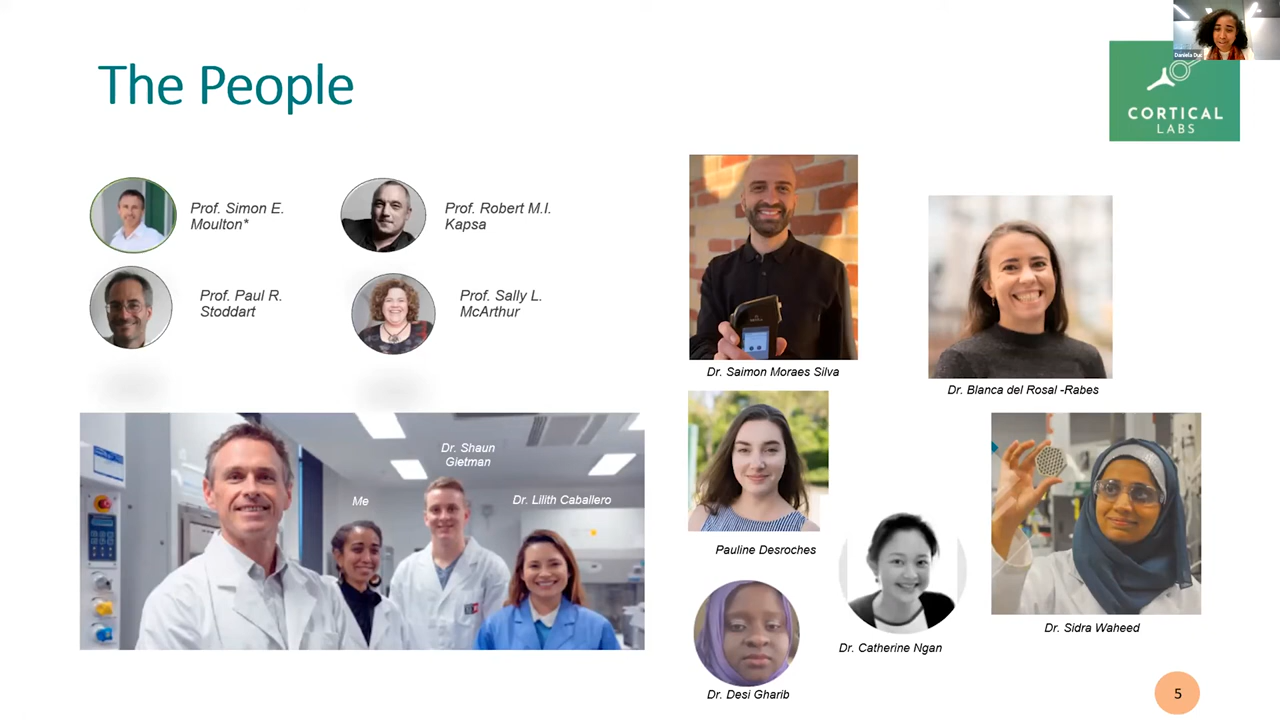 Daniela Du
The People
CORTICAL
LABS
Prof. Simon E.
Moulton*
Prof. Robert M.I.
Kapsa
Prof. Paul R.
Stoddart
Prof. Sally L.
McArthur
Dr. Shaun
Gietman
Me
Dr. Lilith Caballero
Dr. Saimon Moraes Silva
Dr. Blanca del Rosal -Rabes
Pauline Desroches
Dr. Catherine Ngan
Dr. Sidra Waheed
Dr. Desi Gharib
5